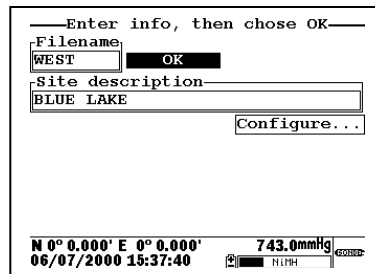 Enter info, then chose OK
Filename
WEST OK
Site description
BLUE LAKE
Configure...
N 0° 0.000' E 0° 0.000' 743.0mmHg
06/07/2000 15:37:40 NiMH SONDE